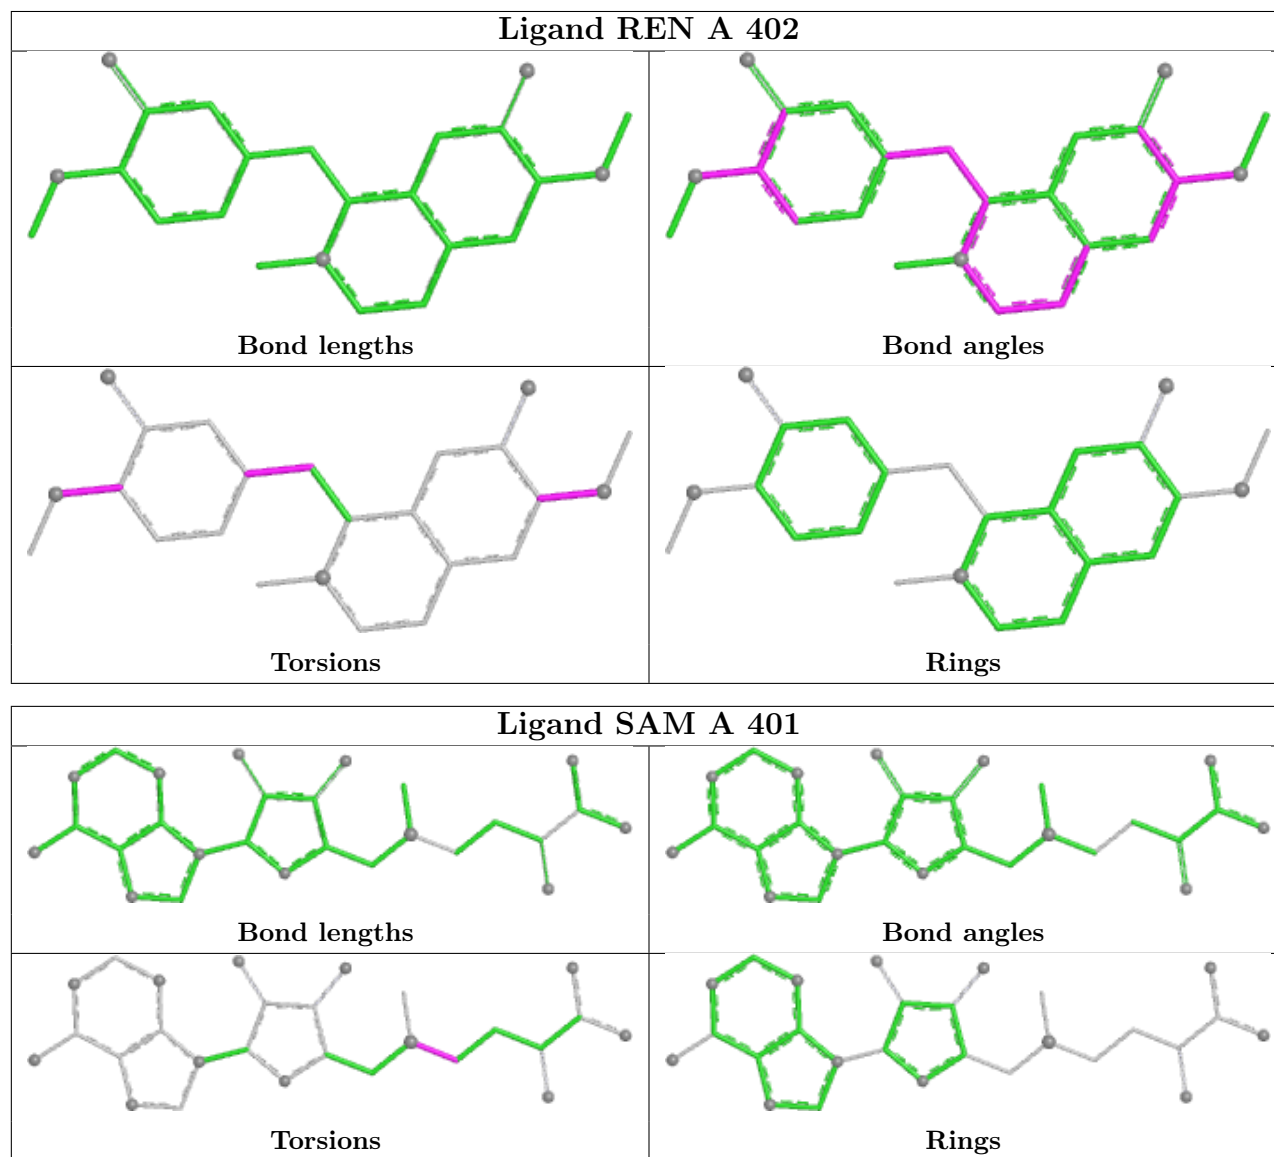 Ligand REN A 402
Bond lengths
Bond angles
Torsions
Rings
Ligand SAM A 401
Bond lengths
Bond angles
Torsions
Rings